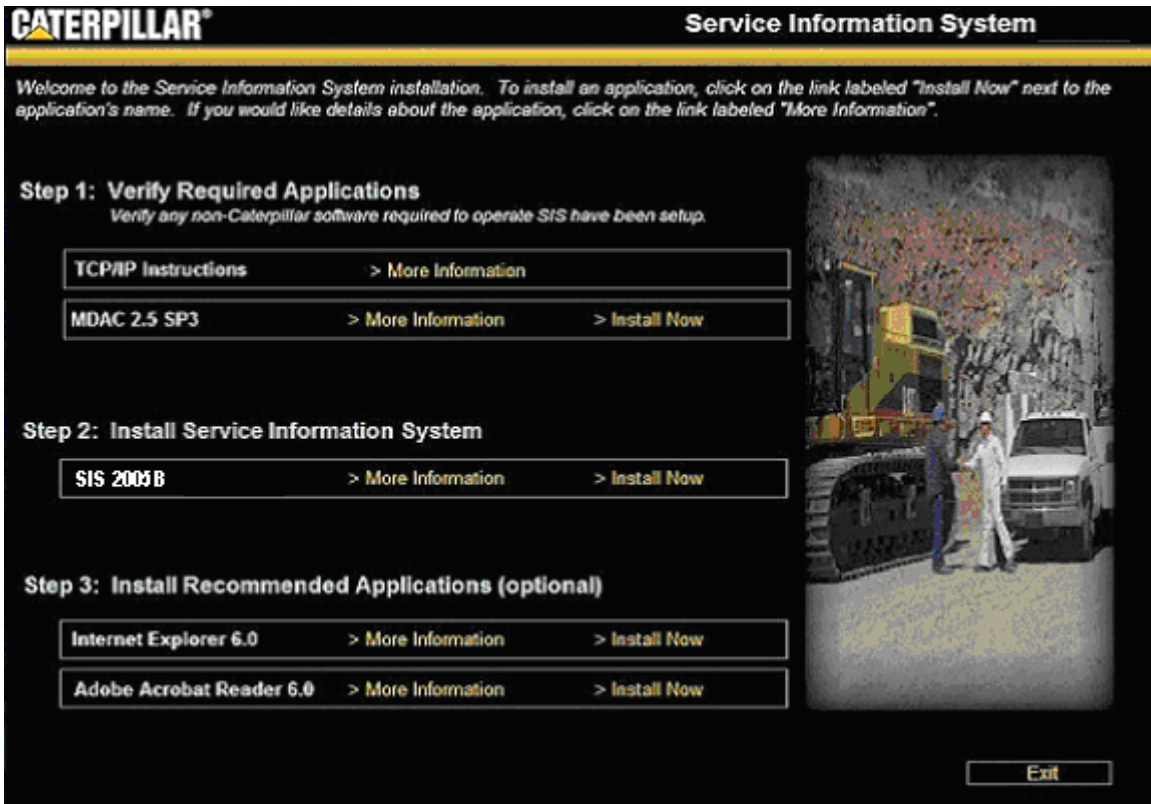 CATERPILLAR®
Service Information System
Welcome to the Service Information System installation. To install an application, click on the link labeled "Install Now" next to the
application's name. If you would like details about the application, click on the link labeled "More Information".
Step 1: Verify Required Applications
Verify any non-Caterpillar software required to operate SIS have been setup.
TCP/IP Instructions > More Information
MDAC 2.5 SP3 > More Information > Install Now
Step 2: Install Service Information System
SIS 2005B > More Information > Install Now
Step 3: Install Recommended Applications (optional)
Internet Explorer 6.0 > More Information > Install Now
Adobe Acrobat Reader 6.0 > More Information > Install Now
Exit